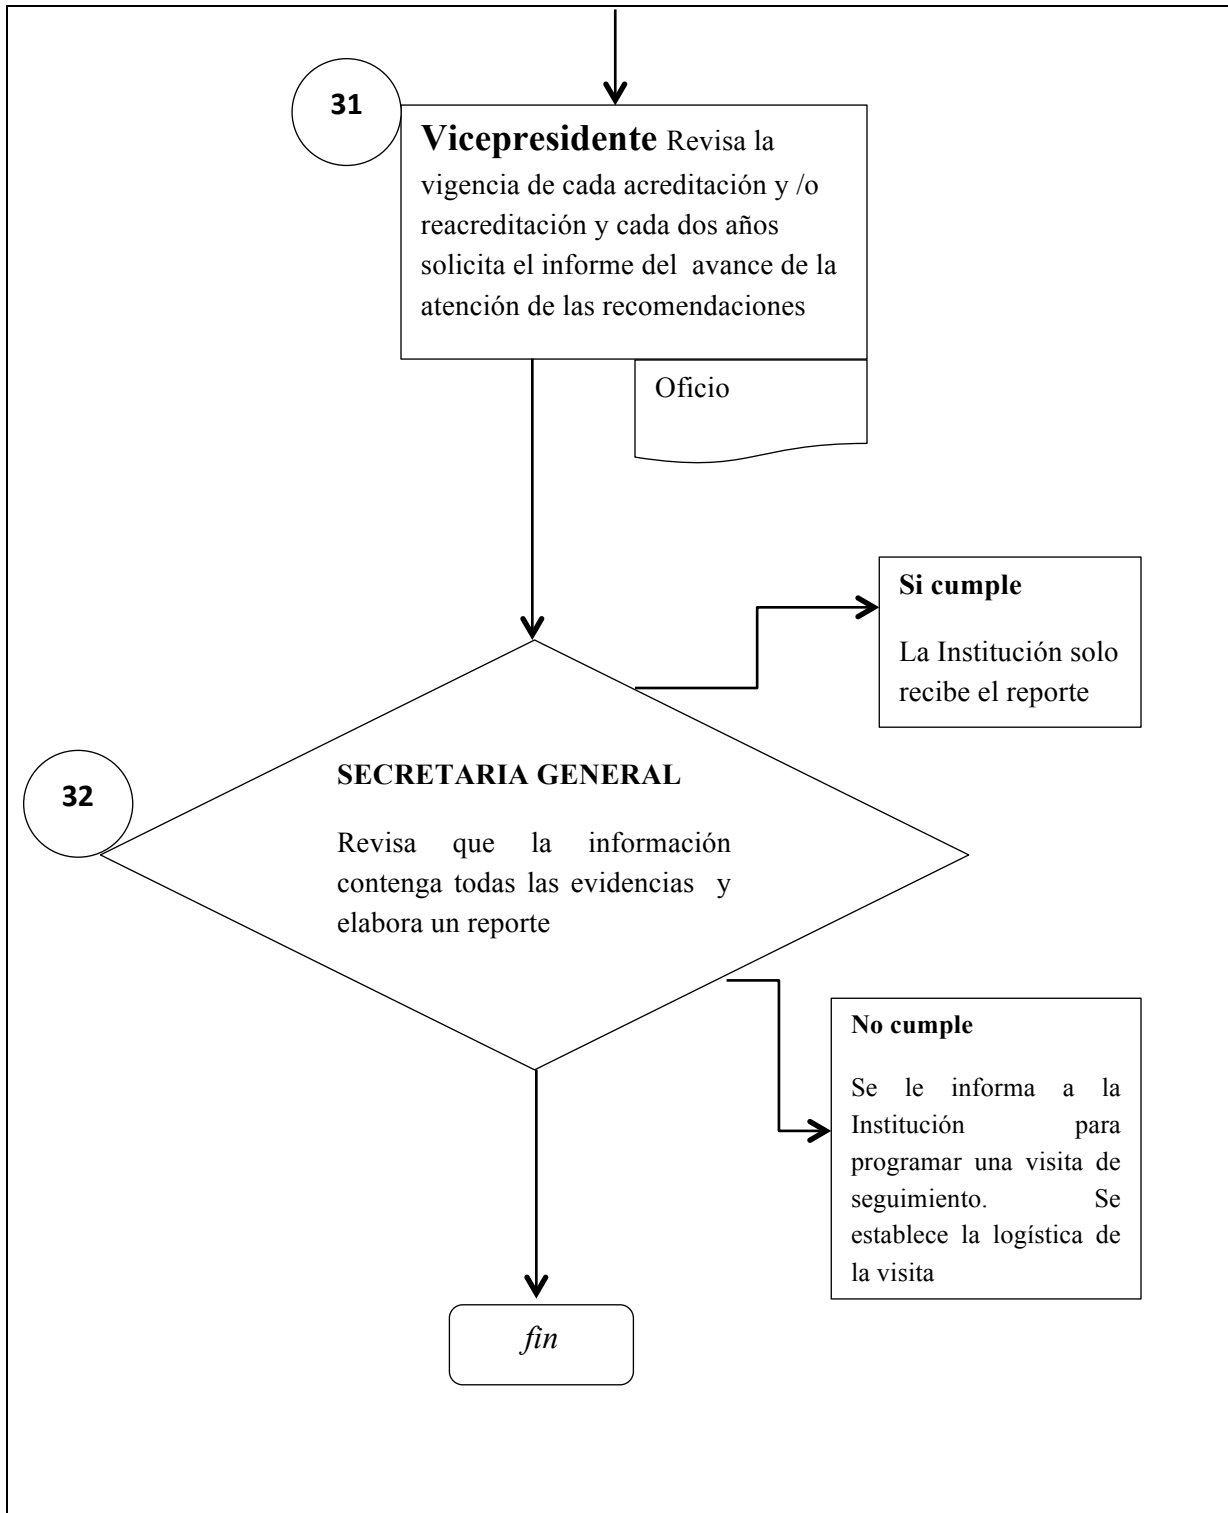 31
Vicepresidente Revisa la
vigencia de cada acreditación y /o
reacreditación y cada dos años
solicita el informe del avance de la
atención de las recomendaciones
Oficio
Si cumple
La Institución solo
recibe el reporte
32
SECRETARIA GENERAL
Revisa que la información
contenga todas las evidencias y
elabora un reporte
No cumple
Se le informa a la
Institución para
programar una visita de
seguimiento. Se
establece la logística de
la visita
fin